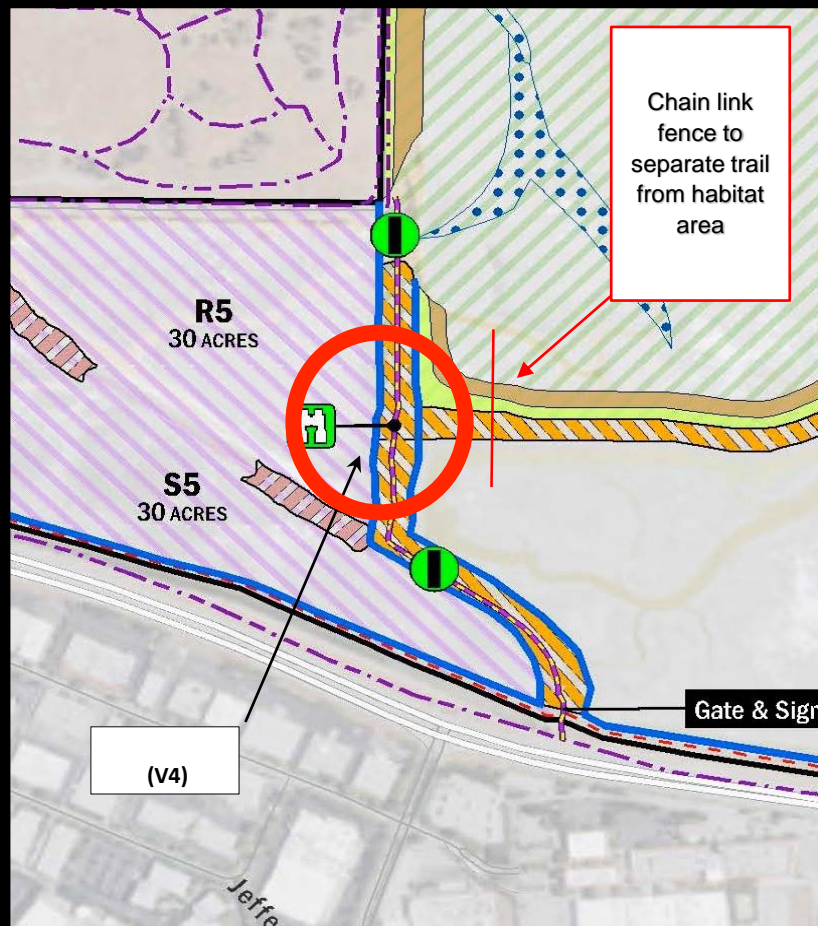 Chain link
fence to
separate trail
from habitat
area
R5
30 ACRES
S5
30 ACRES
Gate & Sign
(V4)
Jeffe